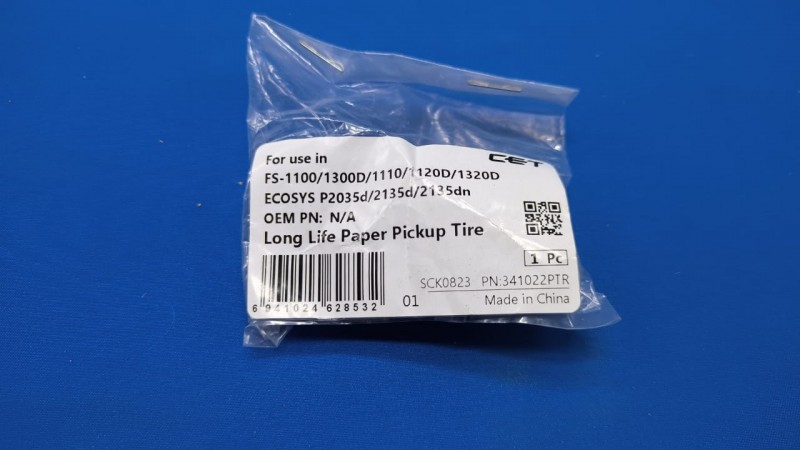 CET
For use in
FS-1100/1300D/1110/1120D/1320D
ECOSYS P2035d/2135d/2135dn
OEM PN: N/A
Long Life Paper Pickup Tire
1 Pc
SCK0823 PN:341022PTR
6 941024 628532
01
Made in China